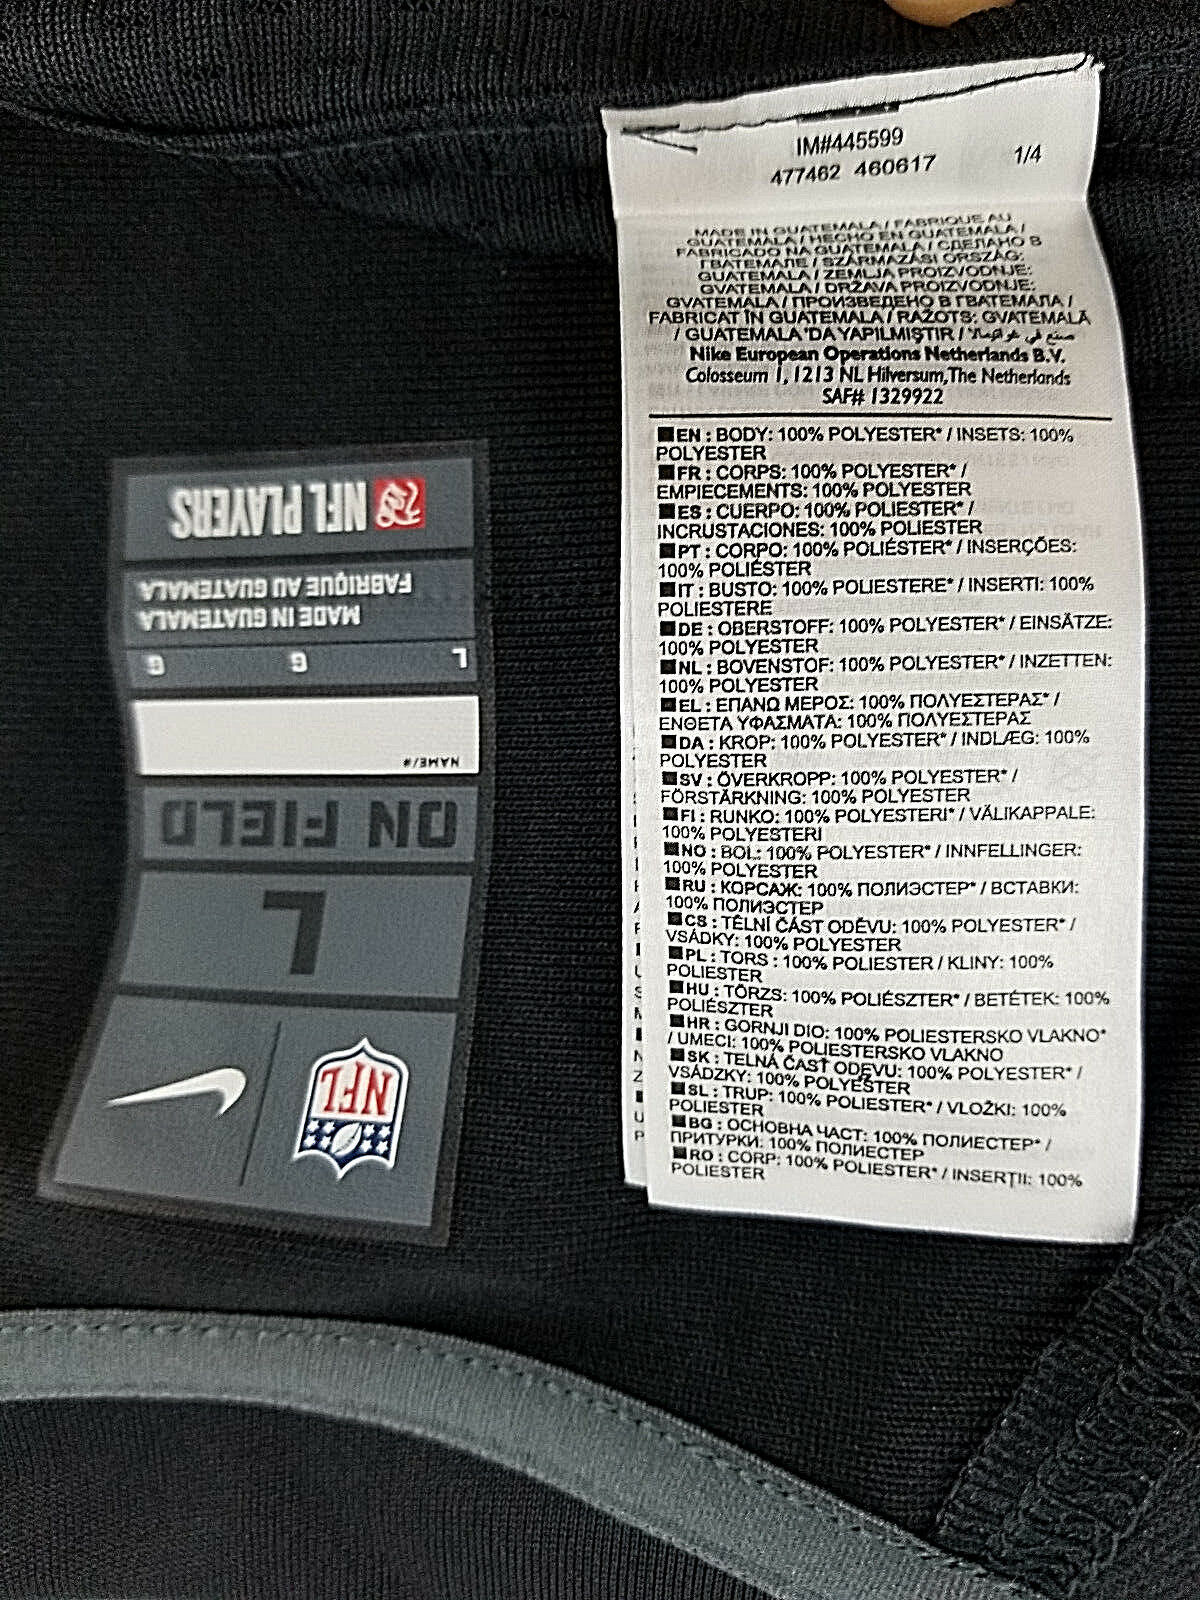 IM#445599
477462 460617
1/4
MADE IN GUATEMALA / FABRIQUE AU
GUATEMALA / HECHO EN GUATEMALA /
FABRICADO NA GUATEMALA / СДЕЛАНО В
ГВАТЕМАЛЕ / SZÁRMAZÁSI ORSZÁG:
GUATEMALA / ZEMLJA PROIZVODNJE:
GVATEMALA / DRŽAVA PROIZVODNJE:
GVATEMALA / ПРОИЗВЕДЕНО В ГВАТЕМАЛА /
FABRICAT ÎN GUATEMALA / RAŽOTS: GVATEMALĀ
/ GUATEMALA 'DA YAPILMIŞTIR / صنع في
Nike European Operations Netherlands B.V.
Colosseum 1, 1213 NL Hilversum,The Netherlands
SAF# 1329922
EN : BODY: 100% POLYESTER* / INSETS: 100%
POLYESTER
FR : CORPS: 100% POLYESTER* /
EMPIECEMENTS: 100% POLYESTER
ES : CUERPO: 100% POLIESTER* /
INCRUSTACIONES: 100% POLIESTER
PT : CORPO: 100% POLIÉSTER* / INSERÇÕES:
100% POLIÉSTER
IT : BUSTO: 100% POLIESTERE* / INSERTI: 100%
POLIESTERE
DE : OBERSTOFF: 100% POLYESTER* / EINSÄTZE:
100% POLYESTER
NL : BOVENSTOF: 100% POLYESTER* / INZETTEN:
100% POLYESTER
EL : ΕΠΑΝΩ ΜΕΡΟΣ: 100% ΠΟΛΥΕΣΤΕΡΑΣ* /
ΕΝΘΕΤΑ ΥΦΑΣΜΑΤΑ: 100% ΠΟΛΥΕΣΤΕΡΑΣ
DA : KROP: 100% POLYESTER* / INDLÆG: 100%
POLYESTER
SV : ÖVERKROPP: 100% POLYESTER* /
FÖRSTÄRKNING: 100% POLYESTER
FI : RUNKO: 100% POLYESTERI* / VÄLIKAPPALE:
100% POLYESTERI
NO : BOL: 100% POLYESTER* / INNFELLINGER:
100% POLYESTER
RU : КОРСАЖ: 100% ПОЛИЭСТЕР* / ВСТАВКИ:
100% ПОЛИЭСТЕР
CS : TĚLNÍ ČÁST ODĚVU: 100% POLYESTER* /
VSÁDKY: 100% POLYESTER
PL : TORS : 100% POLIESTER / KLINY: 100%
POLIESTER
HU : TÖRZS: 100% POLIÉSZTER* / BETÉTEK: 100%
POLIÉSZTER
HR : GORNJI DIO: 100% POLIESTERSKO VLAKNO*
/ UMECI: 100% POLIESTERSKO VLAKNO
SK : TELNÁ ČASŤ ODEVU: 100% POLYESTER* /
VSÁDZKY: 100% POLYESTER
SL : TRUP: 100% POLIESTER* / VLOŽKI: 100%
POLIESTER
BG : ОСНОВНА ЧАСТ: 100% ПОЛИЕСТЕР* /
ПРИТУРКИ: 100% ПОЛИЕСТЕР
RO : CORP: 100% POLIESTER* / INSERŢII: 100%
POLIESTER
NFL
L
ON FIELD
NAME/#
L G G
MADE IN GUATEMALA
FABRIQUE AU GUATEMALA
NFL PLAYERS